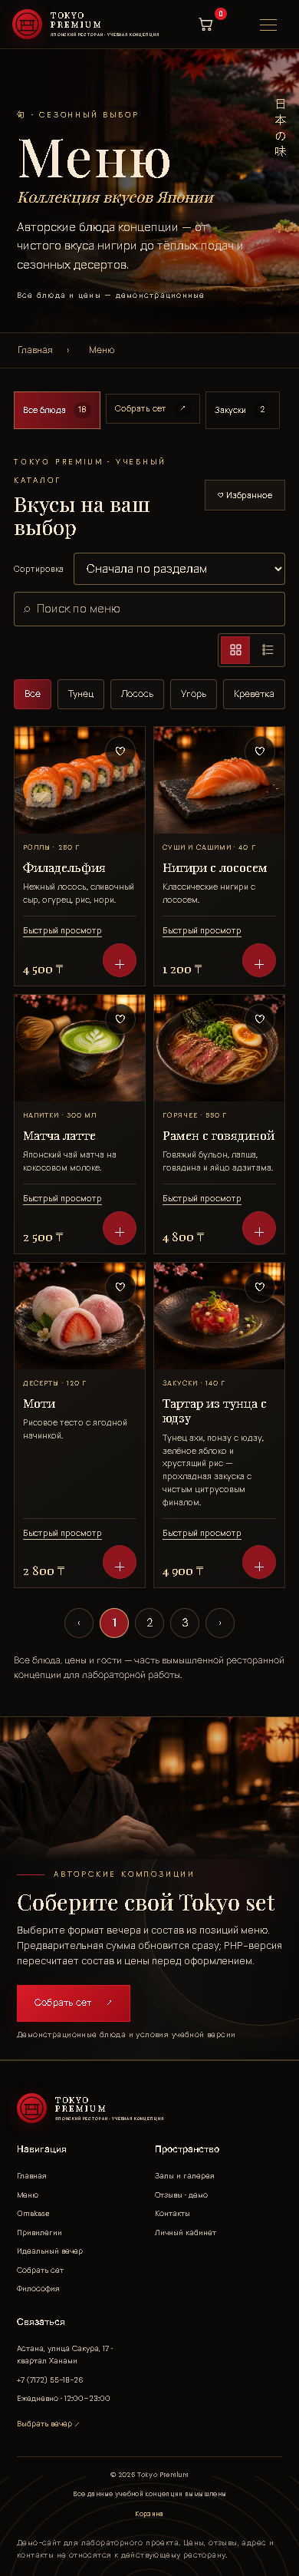 TOKYO
PREMIUM
ЯПОНСКИЙ РЕСТОРАН · УЧЕБНАЯ КОНЦЕПЦИЯ
0
旬 · СЕЗОННЫЙ ВЫБОР
Меню
Коллекция вкусов Японии
Авторские блюда концепции — от
чистого вкуса нигири до тёплых подач и
сезонных десертов.
Все блюда и цены — демонстрационные
日本の味
Главная › Меню
Все блюда 18
Собрать сет ↗
Закуски 2
TOKYO PREMIUM · УЧЕБНЫЙ
КАТАЛОГ
Вкусы на ваш
выбор
♡ Избранное
Сортировка
Сначала по разделам
Поиск по меню
Все
Тунец
Лосось
Угорь
Креветка
РОЛЛЫ · 280 Г
Филадельфия
Нежный лосось, сливочный
сыр, огурец, рис, нори.
Быстрый просмотр
4 500 ₸
+
СУШИ И САШИМИ · 40 Г
Нигири с лососем
Классические нигири с
лососем.
Быстрый просмотр
1 200 ₸
+
НАПИТКИ · 300 МЛ
Матча латте
Японский чай матча на
кокосовом молоке.
Быстрый просмотр
2 500 ₸
+
ГОРЯЧЕЕ · 550 Г
Рамен с говядиной
Говяжий бульон, лапша,
говядина и яйцо адзитама.
Быстрый просмотр
4 800 ₸
+
ДЕСЕРТЫ · 120 Г
Моти
Рисовое тесто с ягодной
начинкой.
Быстрый просмотр
2 800 ₸
+
ЗАКУСКИ · 140 Г
Тартар из тунца с
юдзу
Тунец ахи, понзу с юдзу,
зелёное яблоко и
хрустящий рис —
прохладная закуска с
чистым цитрусовым
финалом.
Быстрый просмотр
4 900 ₸
+
‹ 1 2 3 ›
Все блюда, цены и гости — часть вымышленной ресторанной
концепции для лабораторной работы.
АВТОРСКИЕ КОМПОЗИЦИИ
Соберите свой Tokyo set
Выберите формат вечера и состав из позиций меню.
Предварительная сумма обновится сразу; PHP-версия
пересчитает состав и цены перед оформлением.
Собрать сет ↗
Демонстрационные блюда и условия учебной версии
TOKYO
PREMIUM
ЯПОНСКИЙ РЕСТОРАН · УЧЕБНАЯ КОНЦЕПЦИЯ
Навигация
Главная
Меню
Omakase
Привилегии
Идеальный вечер
Собрать сет
Философия
Пространство
Залы и галерея
Отзывы · демо
Контакты
Личный кабинет
Связаться
Астана, улица Сакура, 17 ·
квартал Ханами
+7 (7172) 55-18-26
Ежедневно · 12:00–23:00
Выбрать вечер ↗
© 2026 Tokyo Premium
Все данные учебной концепции вымышлены
Корзина
Демо-сайт для лабораторного проекта. Цены, отзывы, адрес и
контакты не относятся к действующему ресторану.